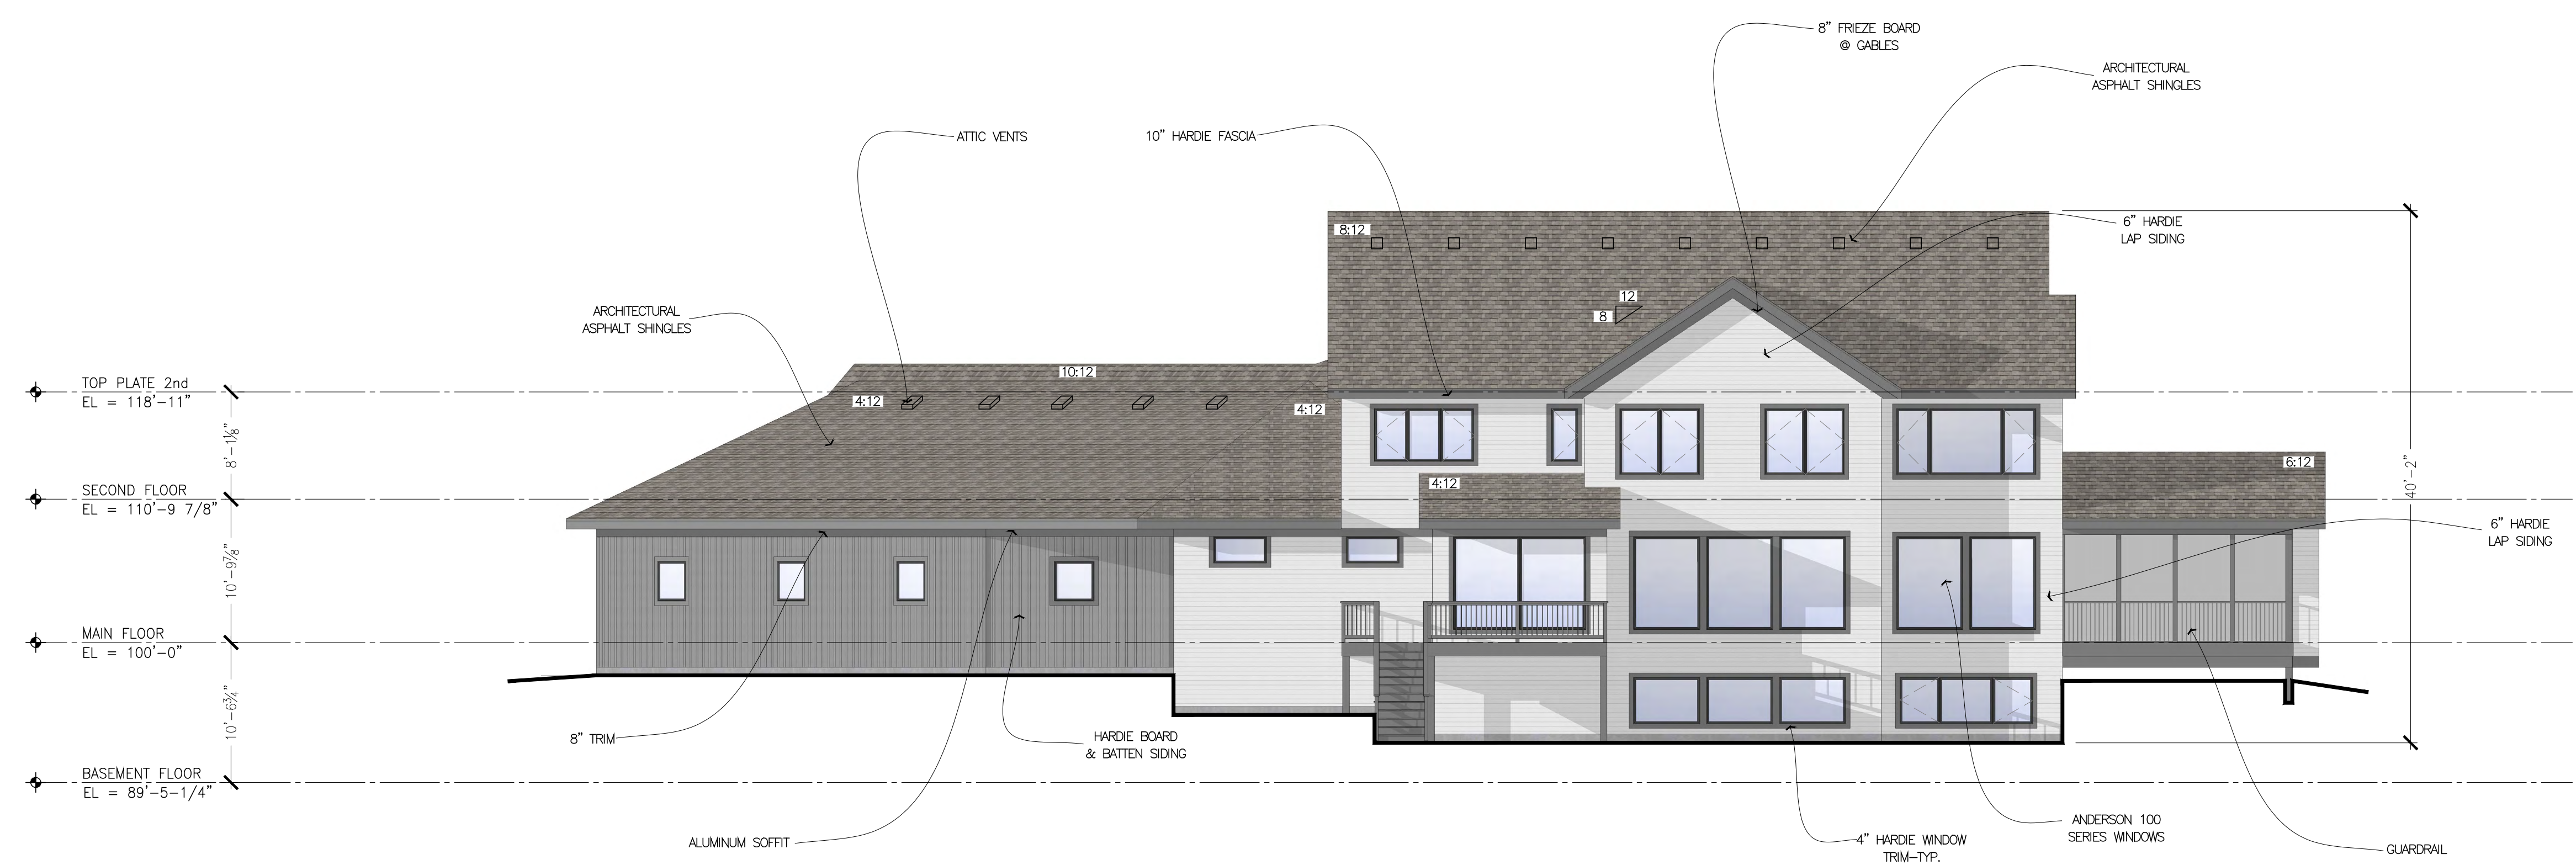 8” FRIEZE BOARD
@ GABLES
ARCHITECTURAL
ASPHALT SHINGLES
ATTIC VENTS
10” HARDIE FASCIA
6” HARDIE
LAP SIDING
8:12
12
8
ARCHITECTURAL
ASPHALT SHINGLES
10:12
4:12
4:12
TOP PLATE 2nd
EL = 118’-11”
8’-1⅛”
SECOND FLOOR
EL = 110’-9 7/8”
4:12
6:12
40’-2”
6” HARDIE
LAP SIDING
10’-9⅞”
MAIN FLOOR
EL = 100’-0”
10’-6¾”
8” TRIM
HARDIE BOARD
& BATTEN SIDING
BASEMENT FLOOR
EL = 89’-5-1/4”
ALUMINUM SOFFIT
4” HARDIE WINDOW
TRIM-TYP.
ANDERSON 100
SERIES WINDOWS
GUARDRAIL